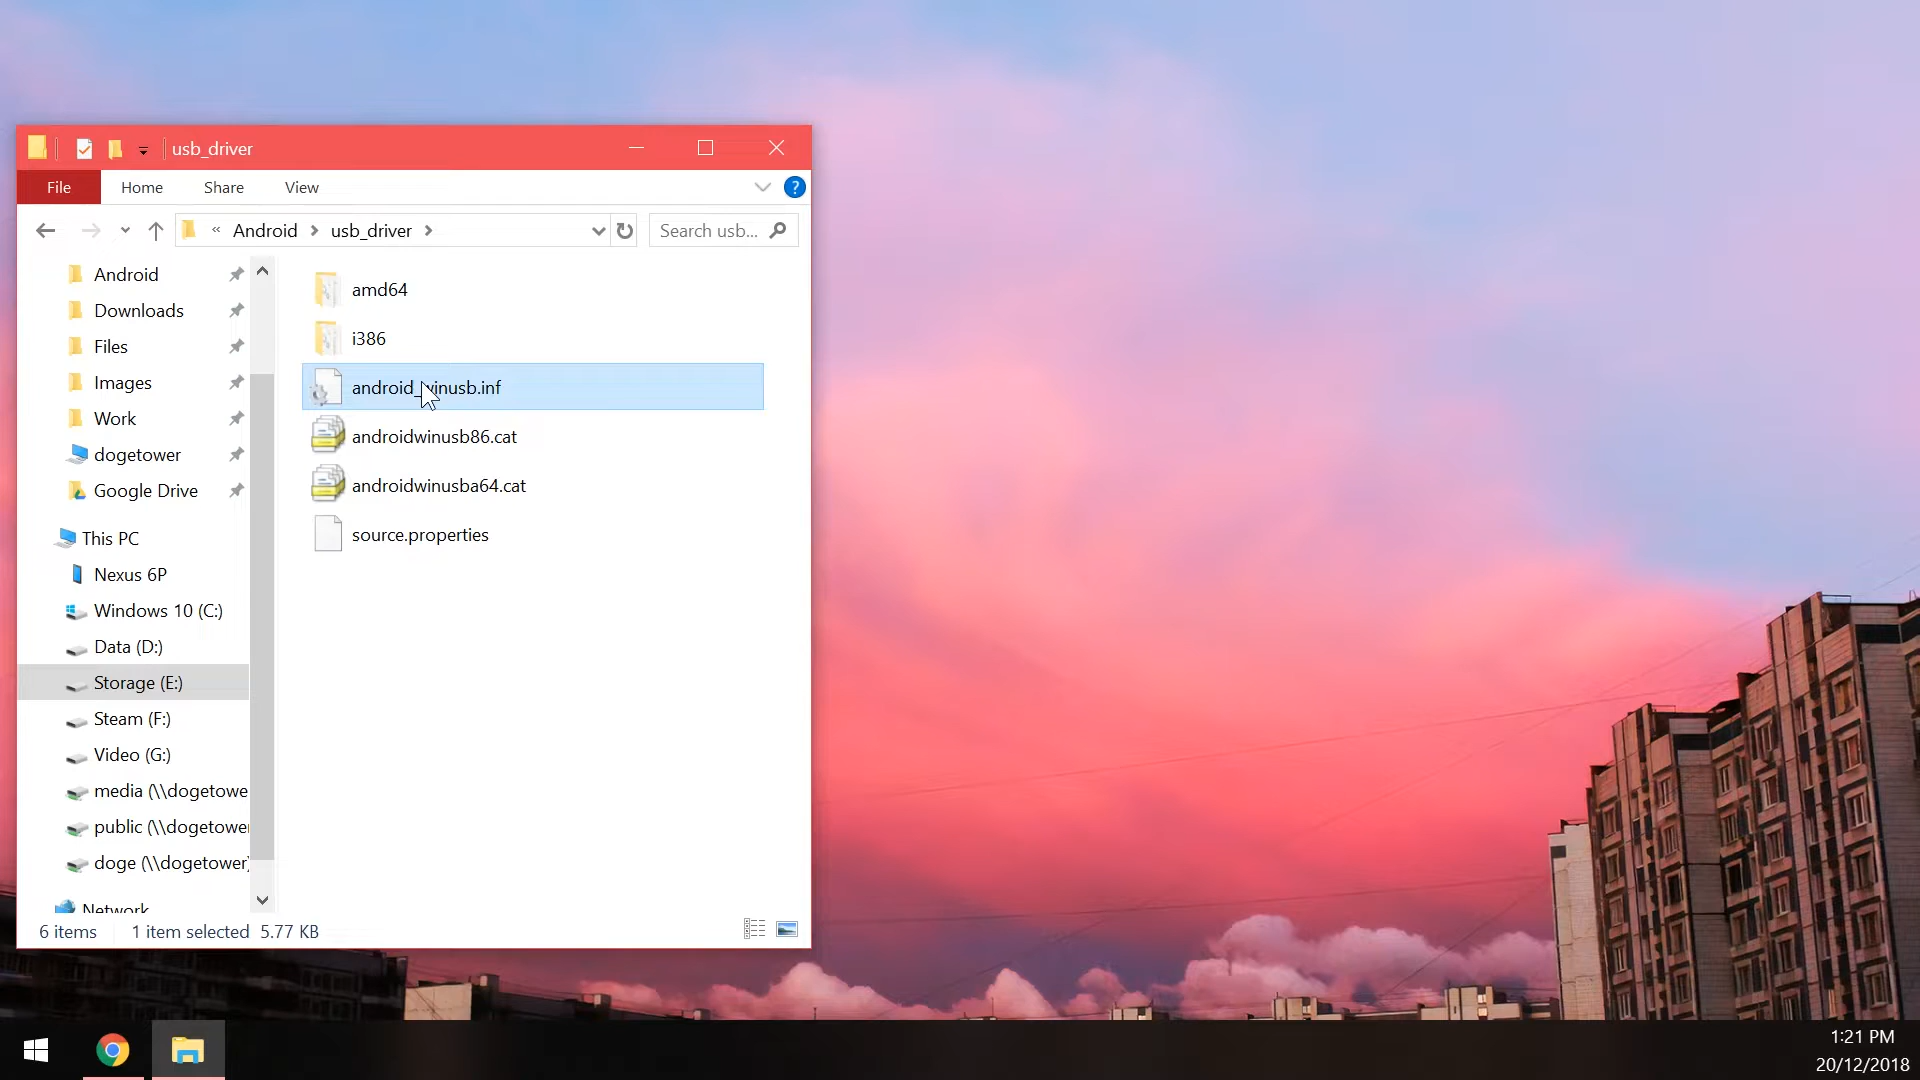 usb_driver
File Home Share View ?
« Android > usb_driver > Search usb...
Android
Downloads
Files
Images
Work
dogetower
Google Drive
This PC
Nexus 6P
Windows 10 (C:)
Data (D:)
Storage (E:)
Steam (F:)
Video (G:)
media (\\dogetowe
public (\\dogetower
doge (\\dogetower)
Network
amd64
i386
android_winusb.inf
androidwinusb86.cat
androidwinusba64.cat
source.properties
6 items 1 item selected 5.77 KB
1:21 PM
20/12/2018